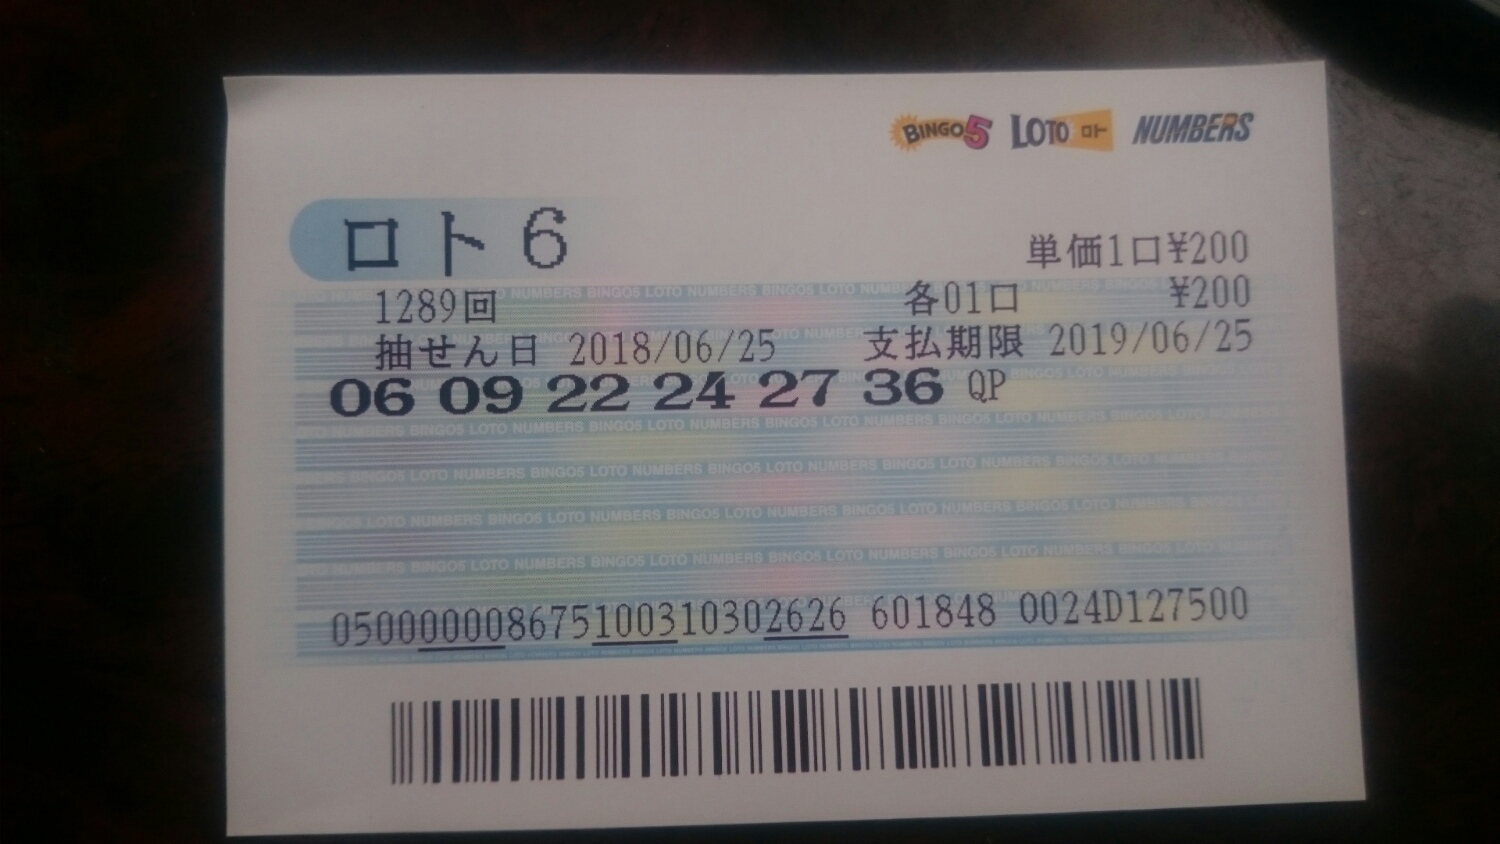 BINGO5 LOTO ロト NUMBERS
ロト6
単価1口¥200
1289回 各01口 ¥200
抽せん日 2018/06/25 支払期限 2019/06/25
06 09 22 24 27 36 QP
050000008675100310302626 601848 0024D127500